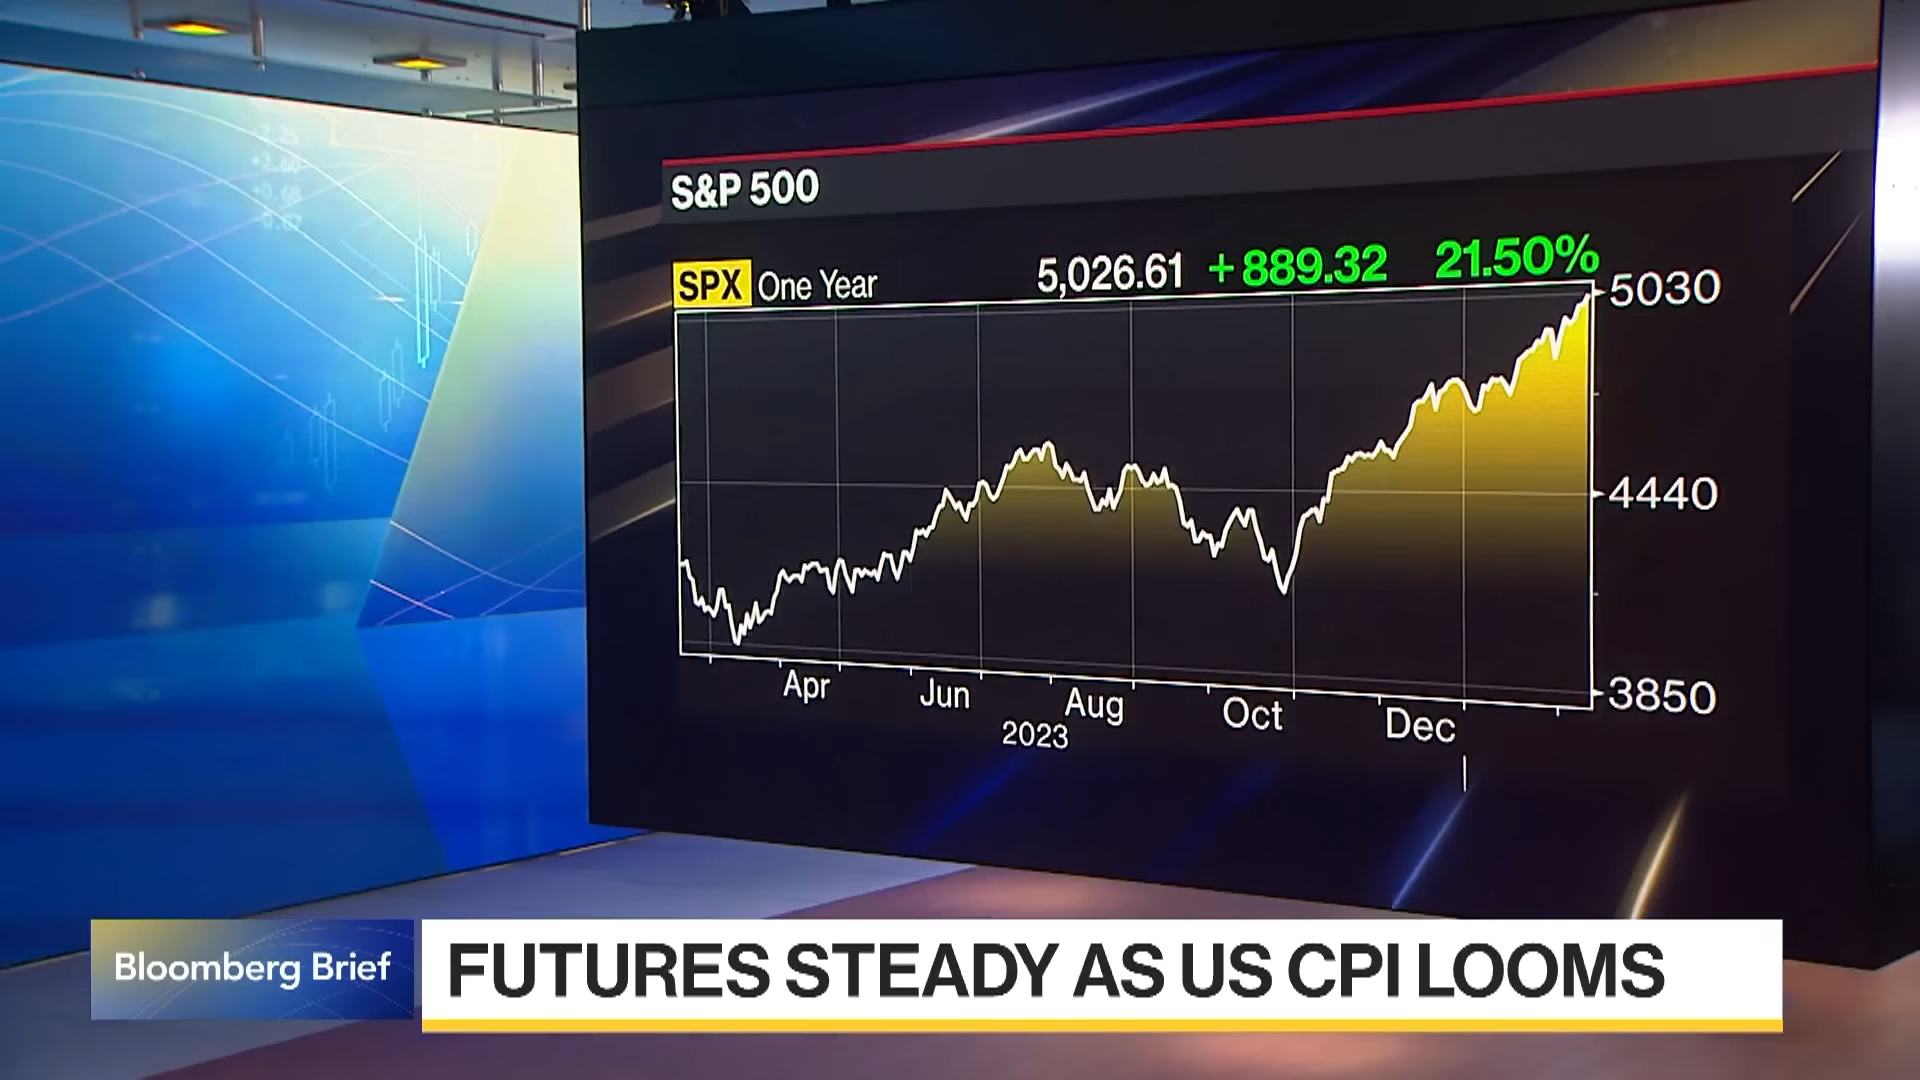 S&P 500
SPX One Year 5,026.61 +889.32 21.50%
5030
4440
3850
Apr Jun Aug Oct Dec
2023
Bloomberg Brief
FUTURES STEADY AS US CPI LOOMS